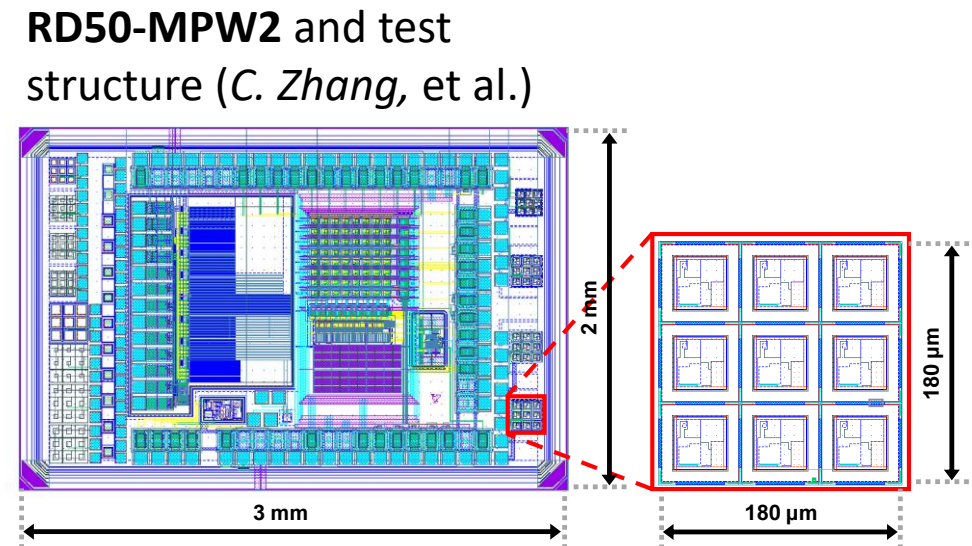 RD50-MPW2 and test
structure (C. Zhang, et al.)
2 mm
180 µm
3 mm
180 µm